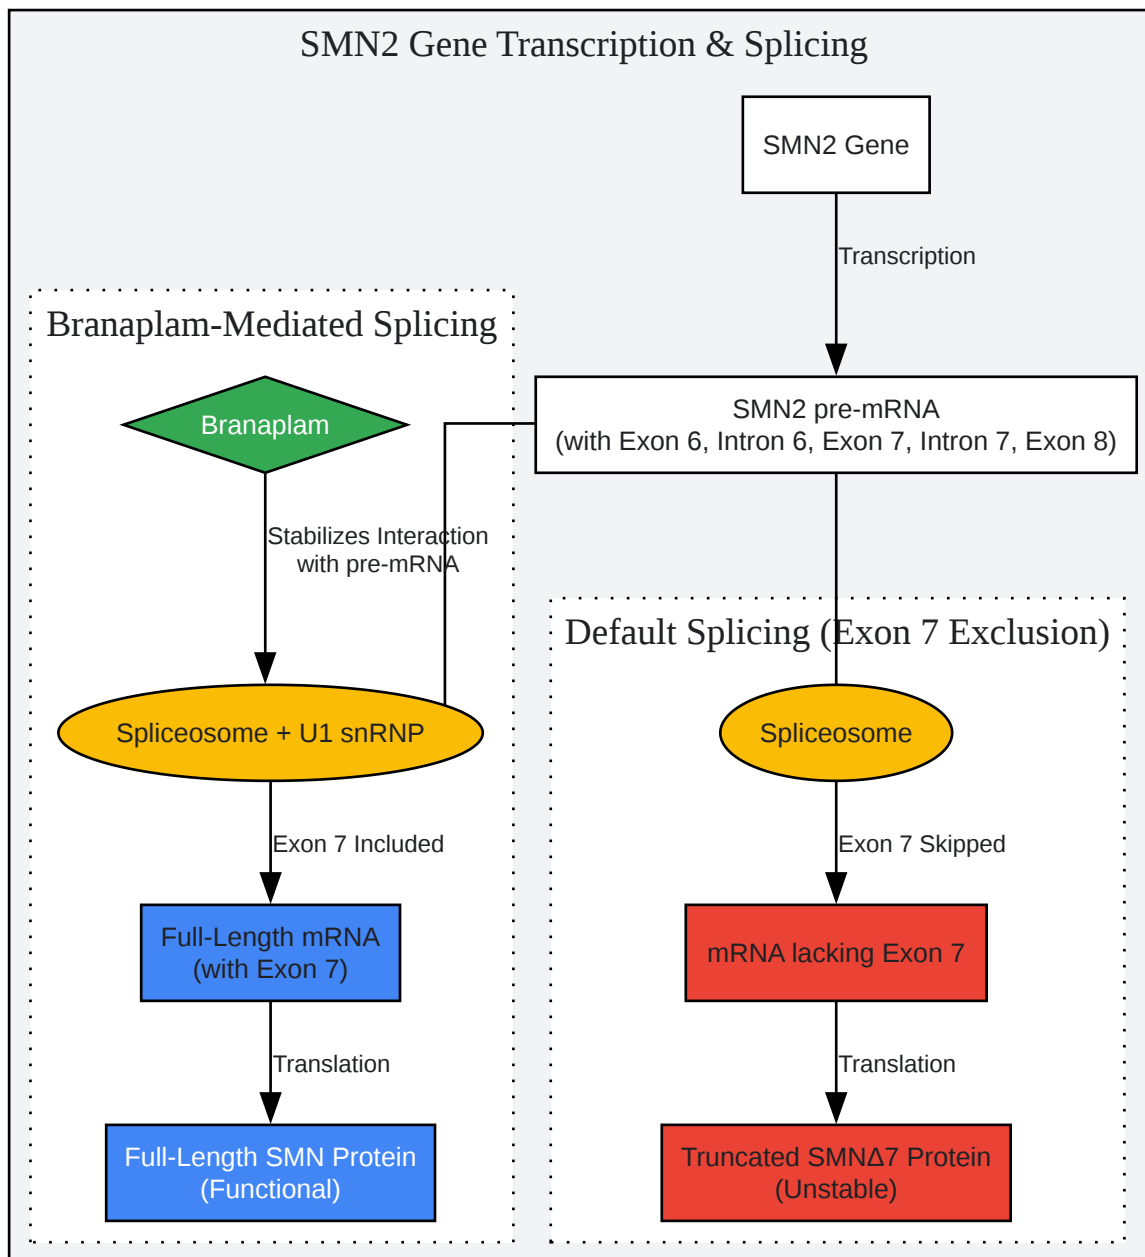 SMN2 Gene Transcription & Splicing
SMN2 Gene
Transcription
Branaplam-Mediated Splicing
Branaplam
SMN2 pre-mRNA
(with Exon 6, Intron 6, Exon 7, Intron 7, Exon 8)
Stabilizes Interaction
with pre-mRNA
Default Splicing (Exon 7 Exclusion)
Spliceosome + U1 snRNP
Spliceosome
Exon 7 Included
Exon 7 Skipped
Full-Length mRNA
(with Exon 7)
mRNA lacking Exon 7
Translation
Translation
Full-Length SMN Protein
(Functional)
Truncated SMNΔ7 Protein
(Unstable)